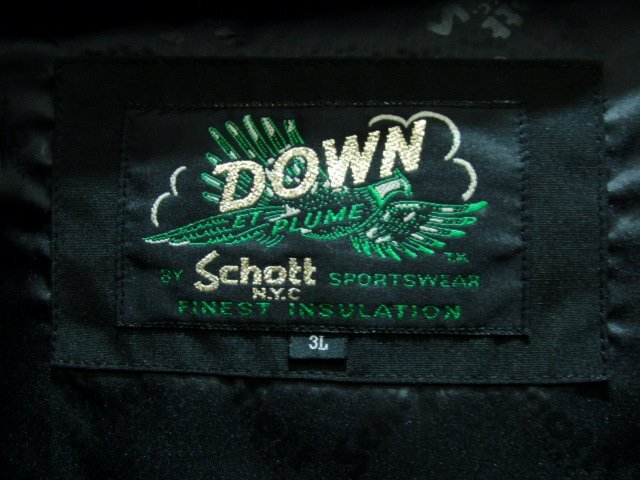 DOWN
ET PLUME
TM
BY Schott SPORTSWEAR
N.Y.C
FINEST INSULATION
3L